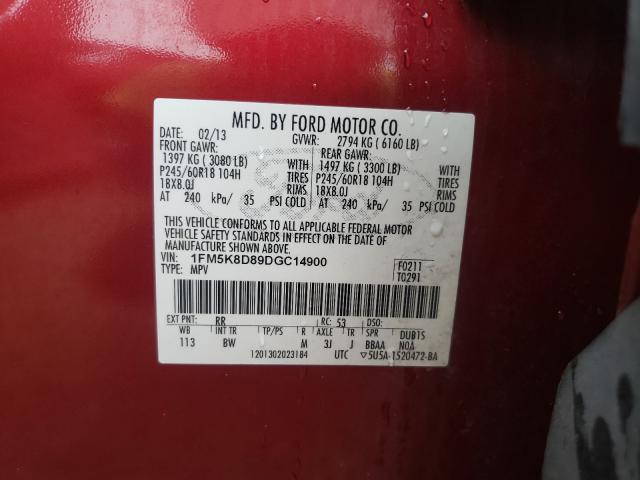 MFD. BY FORD MOTOR CO.
DATE: 02/13 GVWR: 2794 KG ( 6160 LB)
FRONT GAWR: REAR GAWR:
1397 KG ( 3080 LB) WITH 1497 KG ( 3300 LB) WITH
P245/60R18 104H TIRES P245/60R18 104H TIRES
18X8.0J RIMS 18X8.0J RIMS
AT 240 kPa/ 35 PSI COLD AT 240 kPa/ 35 PSI COLD
THIS VEHICLE CONFORMS TO ALL APPLICABLE FEDERAL MOTOR
VEHICLE SAFETY STANDARDS IN EFFECT ON THE DATE OF
MANUFACTURE SHOWN ABOVE.
VIN: 1FM5K8D89DGC14900 F0211
TYPE: MPV T0291
EXT PNT: RR RC: 53 DSO:
WB INT TR TP/PS R AXLE TR SPR DUBTS
113 BW M 3J J BBAA NOA
1201302023184 UTC ▽5U5A-1520472-BA